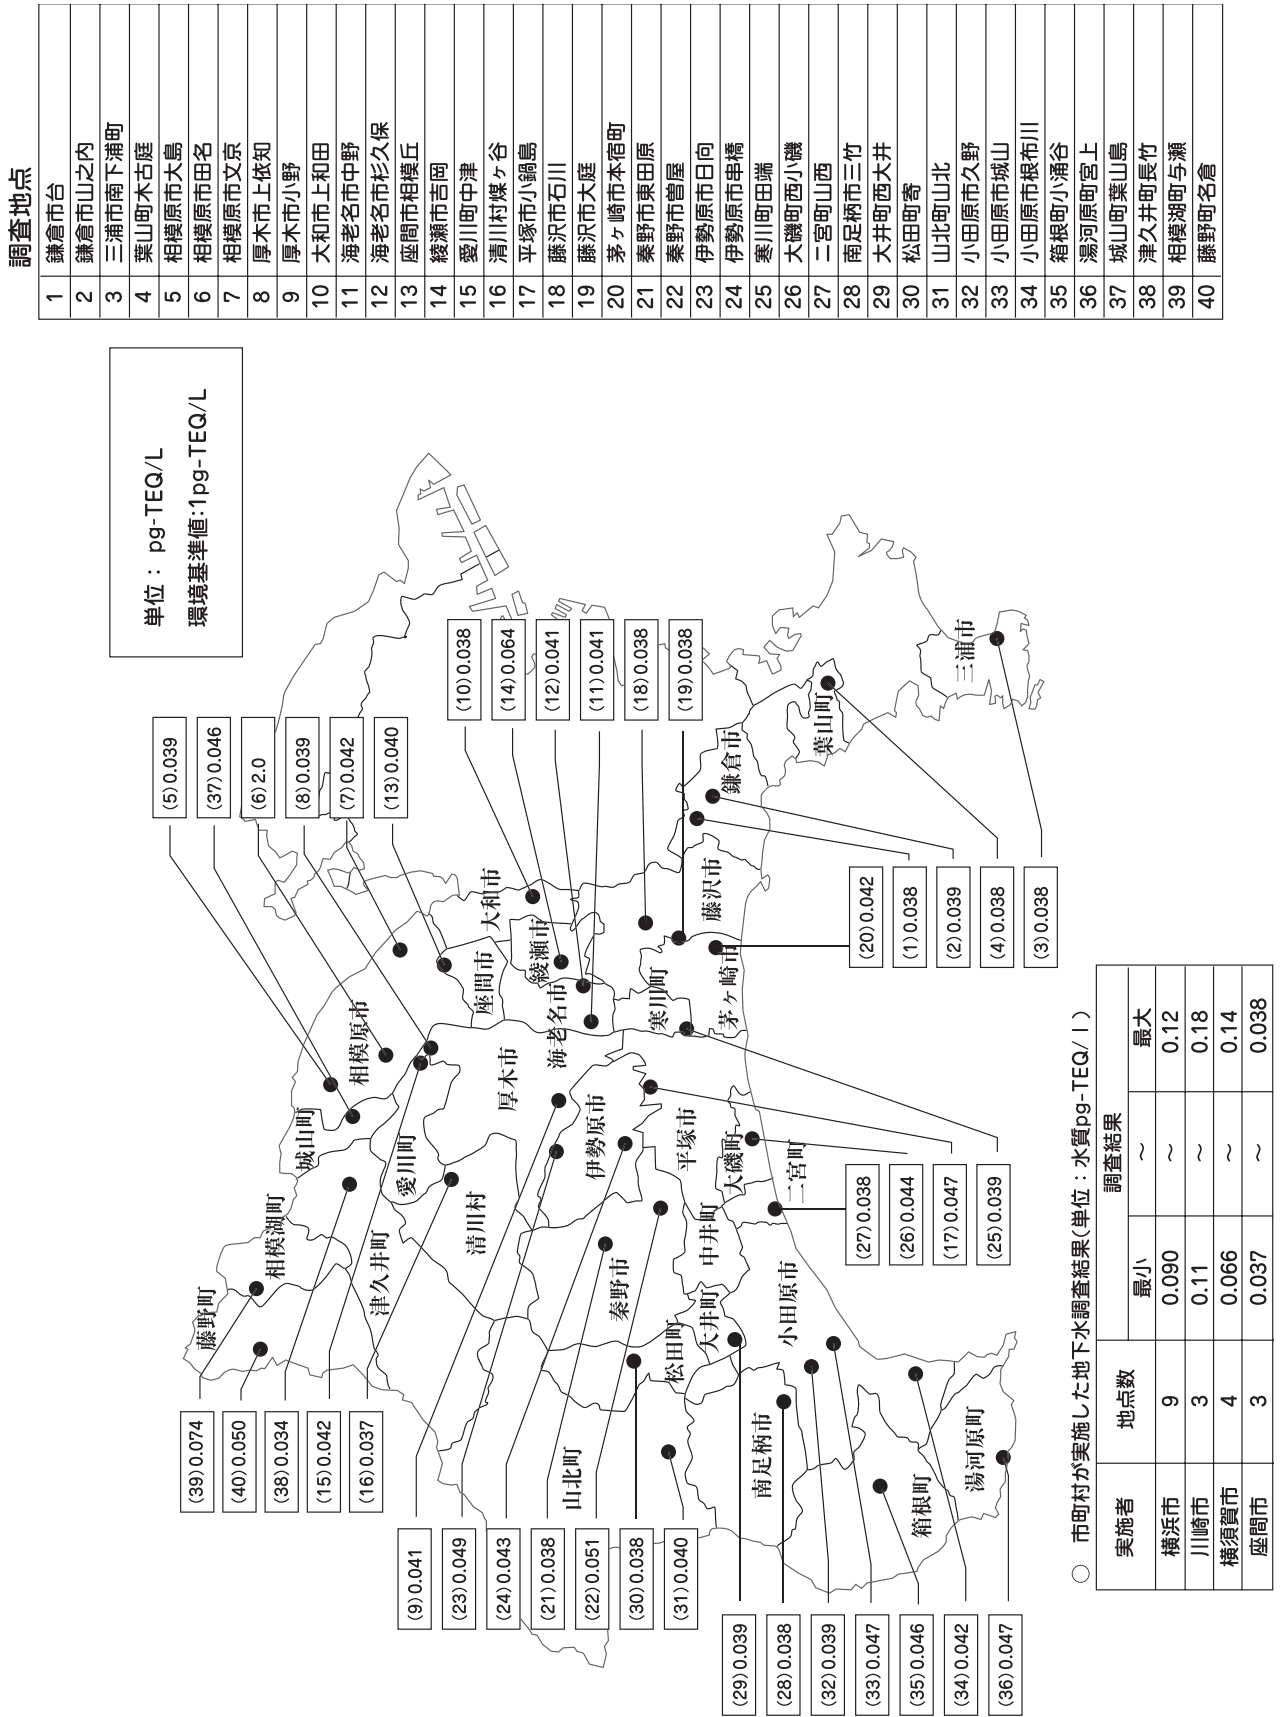 調査地点
1 鎌倉市台
2 鎌倉市山之内
3 三浦市南下浦町
4 葉山町木古庭
5 相模原市大島
6 相模原市田名
7 相模原市文京
8 厚木市上依知
9 厚木市小野
10 大和市上和田
11 海老名市中野
12 海老名市杉久保
13 座間市相模丘
14 綾瀬市吉岡
15 愛川町中津
16 清川村煤ヶ谷
17 平塚市小鍋島
18 藤沢市石川
19 藤沢市大庭
20 茅ヶ崎市本宿町
21 秦野市東田原
22 秦野市曽屋
23 伊勢原市日向
24 伊勢原市串橋
25 寒川町田端
26 大磯町西小磯
27 二宮町山西
28 南足柄市三竹
29 大井町西大井
30 松田町寄
31 山北町山北
32 小田原市久野
33 小田原市城山
34 小田原市根布川
35 箱根町小涌谷
36 湯河原町宮上
37 城山町葉山島
38 津久井町長竹
39 相模湖町与瀬
40 藤野町名倉
単位： pg-TEQ/L
環境基準値：1pg-TEQ/L
(5)0.039
(37)0.046
(6)2.0
(8)0.039
(7)0.042
(13)0.040
(10)0.038
(14)0.064
(12)0.041
(11)0.041
(18)0.038
(19)0.038
(20)0.042
(1)0.038
(2)0.039
(4)0.038
(3)0.038
(27)0.038
(26)0.044
(17)0.047
(25)0.039
(39)0.074
(40)0.050
(38)0.034
(15)0.042
(16)0.037
(9)0.041
(23)0.049
(24)0.043
(21)0.038
(22)0.051
(30)0.038
(31)0.040
(29)0.039
(28)0.038
(32)0.039
(33)0.047
(35)0.046
(34)0.042
(36)0.047
藤野町
相模湖町
城山町
相模原市
津久井町
愛川町
清川村
厚木市
座間市
大和市
綾瀬市
海老名市
伊勢原市
秦野市
山北町
松田町
大井町
中井町
平塚市
大磯町
二宮町
寒川町
茅ヶ崎市
藤沢市
鎌倉市
葉山町
三浦市
小田原市
南足柄市
箱根町
湯河原町
○ 市町村が実施した地下水調査結果(単位：水質pg-TEQ/ l )
実施者 地点数 調査結果
最小 ～ 最大
横浜市 9 0.090 ～ 0.12
川崎市 3 0.11 ～ 0.18
横須賀市 4 0.066 ～ 0.14
座間市 3 0.037 ～ 0.038